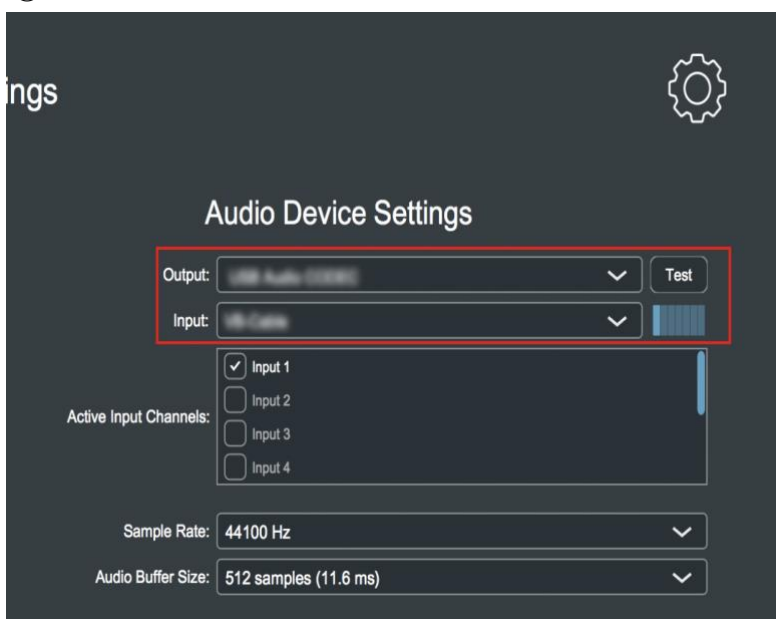 ings
Audio Device Settings
Output:
Test
Input:
Input 1
Input 2
Active Input Channels:
Input 3
Input 4
Sample Rate: 44100 Hz
Audio Buffer Size: 512 samples (11.6 ms)